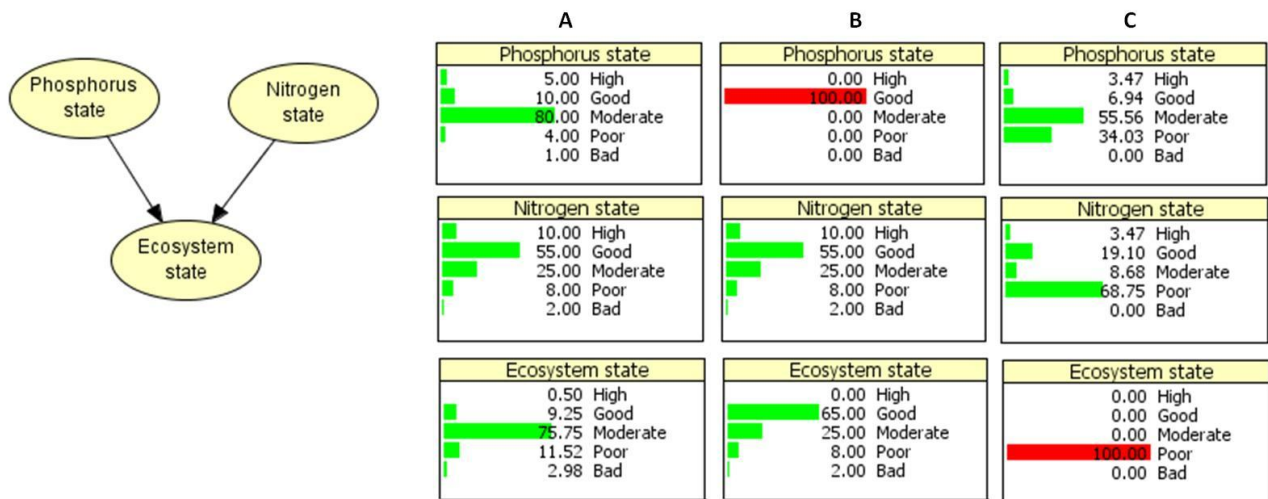 A
B
C
Phosphorus
state
Nitrogen
state
Ecosystem
state
Phosphorus state
5.00 High
10.00 Good
80.00 Moderate
4.00 Poor
1.00 Bad
Nitrogen state
10.00 High
55.00 Good
25.00 Moderate
8.00 Poor
2.00 Bad
Ecosystem state
0.50 High
9.25 Good
75.75 Moderate
11.52 Poor
2.98 Bad
Phosphorus state
0.00 High
100.00 Good
0.00 Moderate
0.00 Poor
0.00 Bad
Nitrogen state
10.00 High
55.00 Good
25.00 Moderate
8.00 Poor
2.00 Bad
Ecosystem state
0.00 High
65.00 Good
25.00 Moderate
8.00 Poor
2.00 Bad
Phosphorus state
3.47 High
6.94 Good
55.56 Moderate
34.03 Poor
0.00 Bad
Nitrogen state
3.47 High
19.10 Good
8.68 Moderate
68.75 Poor
0.00 Bad
Ecosystem state
0.00 High
0.00 Good
0.00 Moderate
100.00 Poor
0.00 Bad